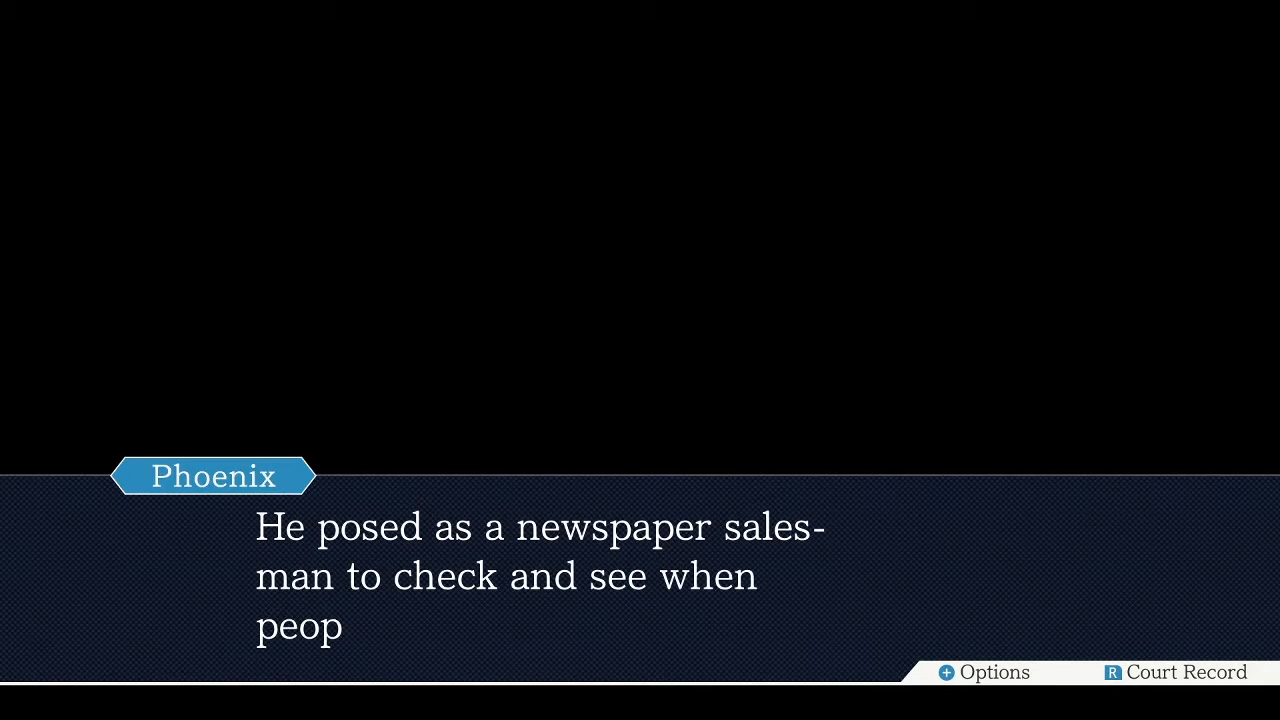 Phoenix
He posed as a newspaper sales-
man to check and see when
peop
+ Options
R Court Record